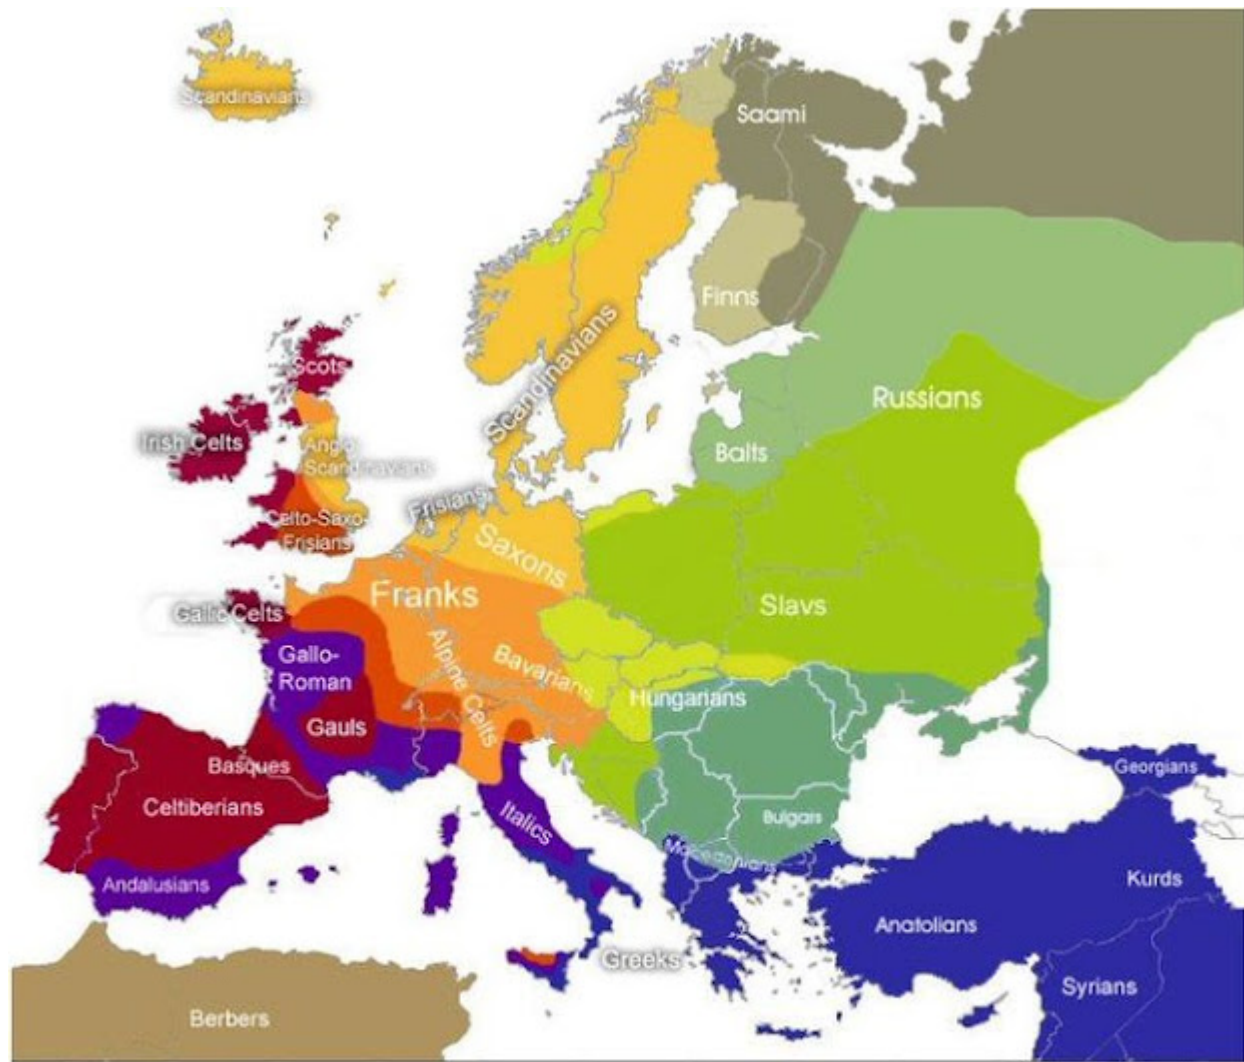 Scandinavians
Saami
Finns
Scandinavians
Scots
Russians
Irish Celts
Anglo
Scandinavians
Balts
Frisians
Celto-Saxo-
Frisians
Saxons
Franks
Slavs
Gallic Celts
Alpine Celts
Bavarians
Gallo-
Roman
Hungarians
Gauls
Basques
Georgians
Celtiberians
Italics
Bulgars
Macedonians
Andalusians
Kurds
Anatolians
Greeks
Syrians
Berbers